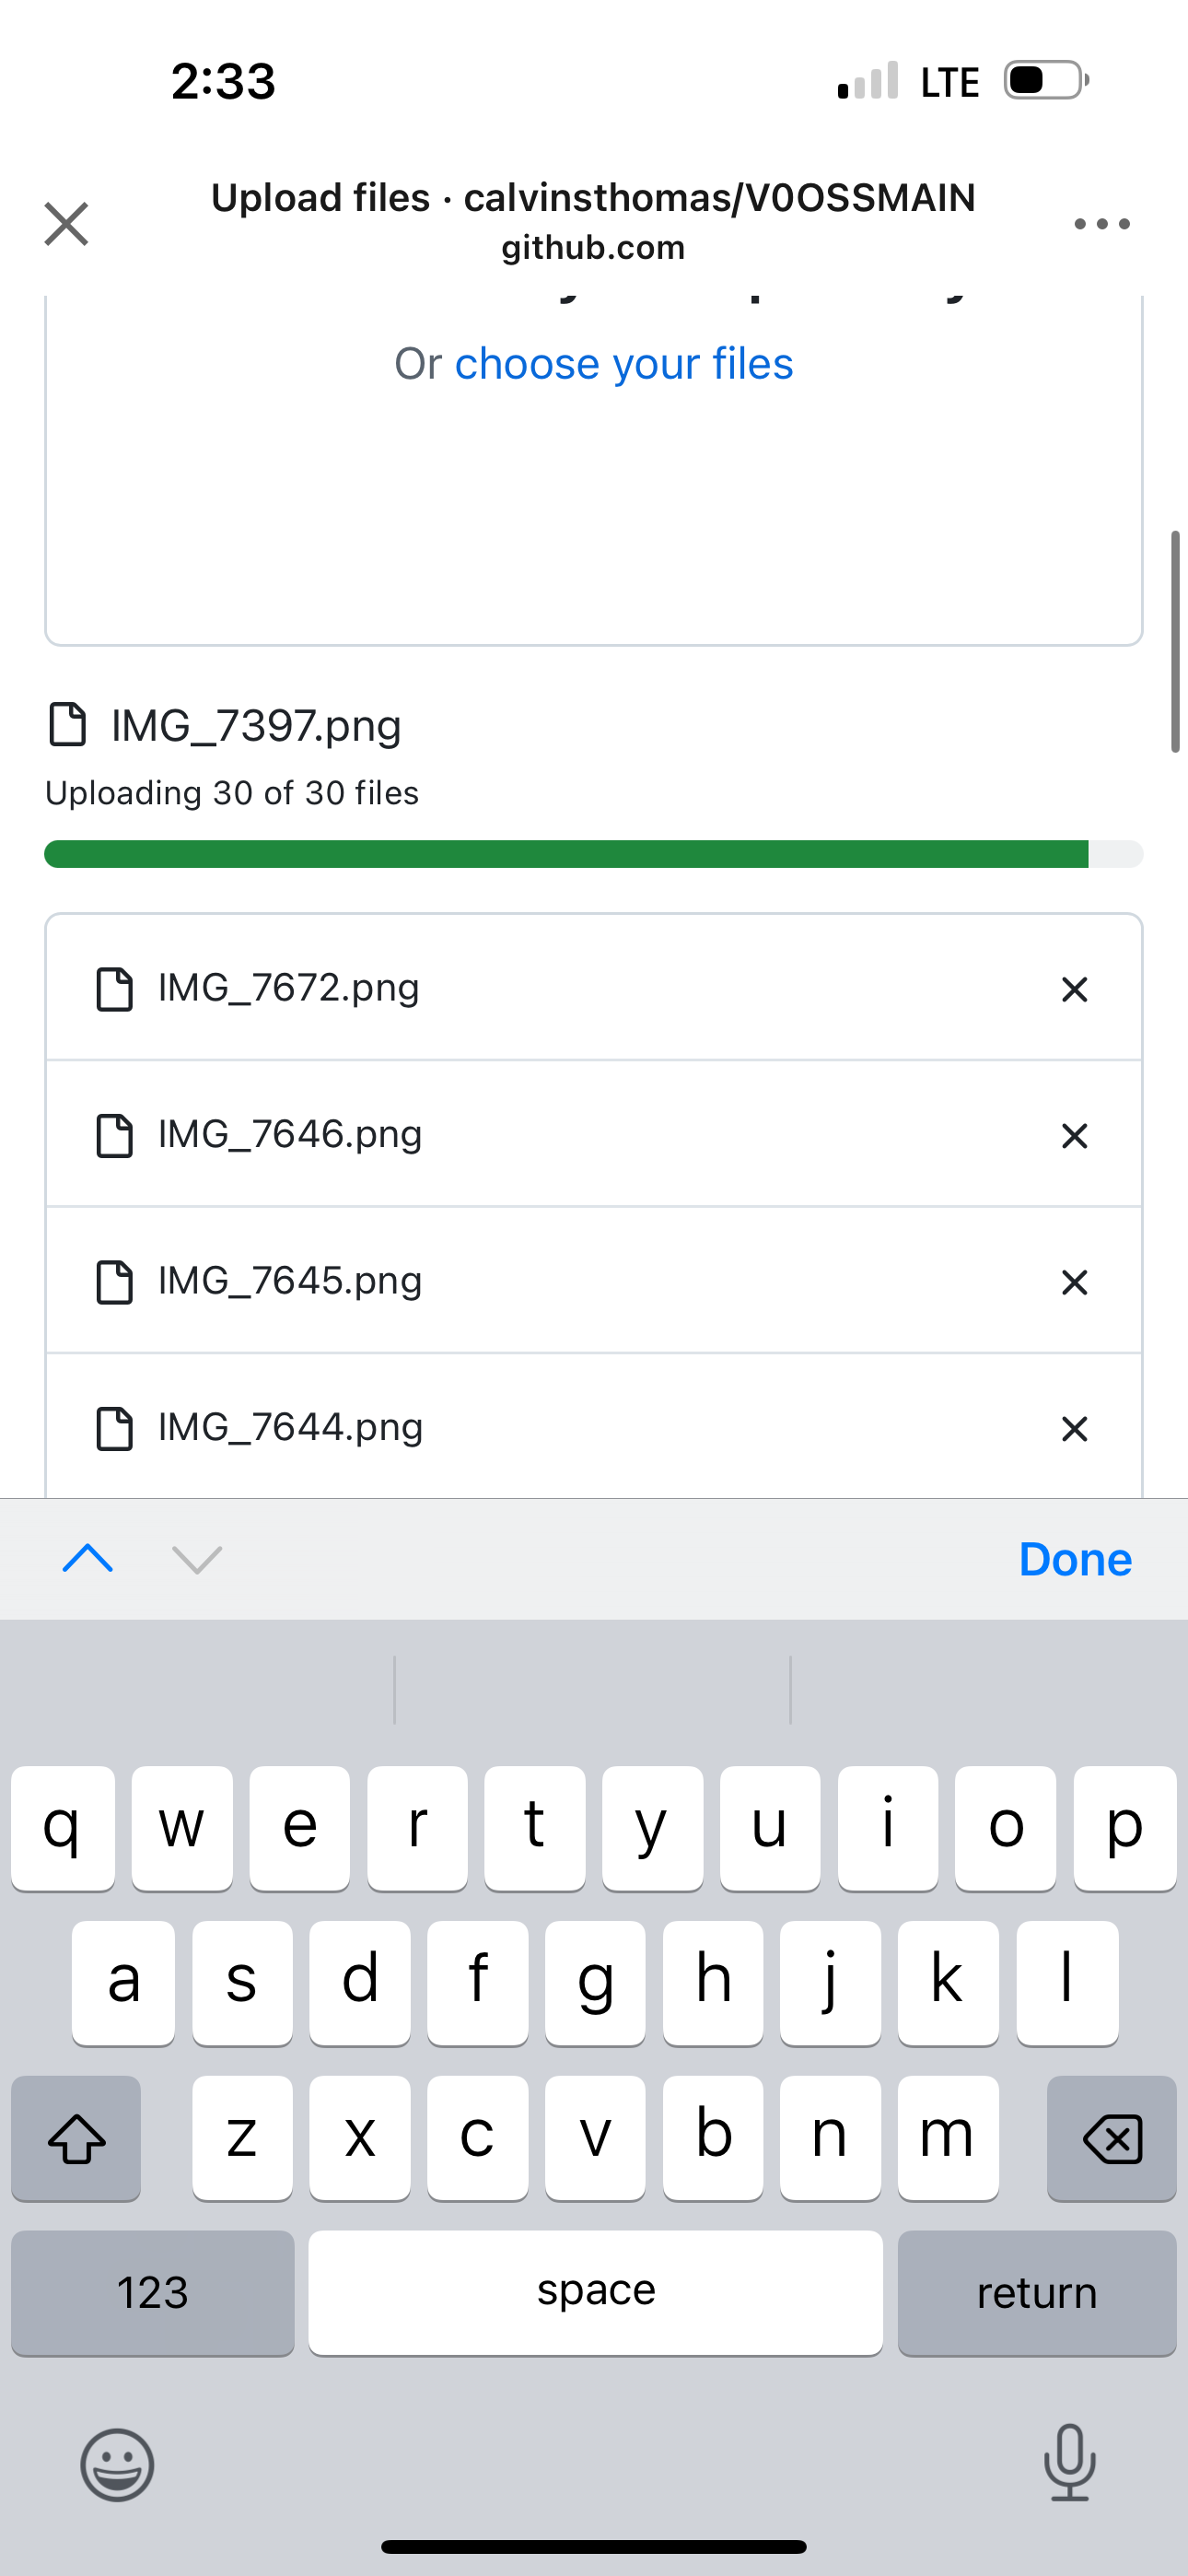 2:33
LTE
Upload files · calvinsthomas/V0OSSMAIN
github.com
Or choose your files
IMG_7397.png
Uploading 30 of 30 files
IMG_7672.png
IMG_7646.png
IMG_7645.png
IMG_7644.png
Done
q w e r t y u i o p
a s d f g h j k l
z x c v b n m
123 space return